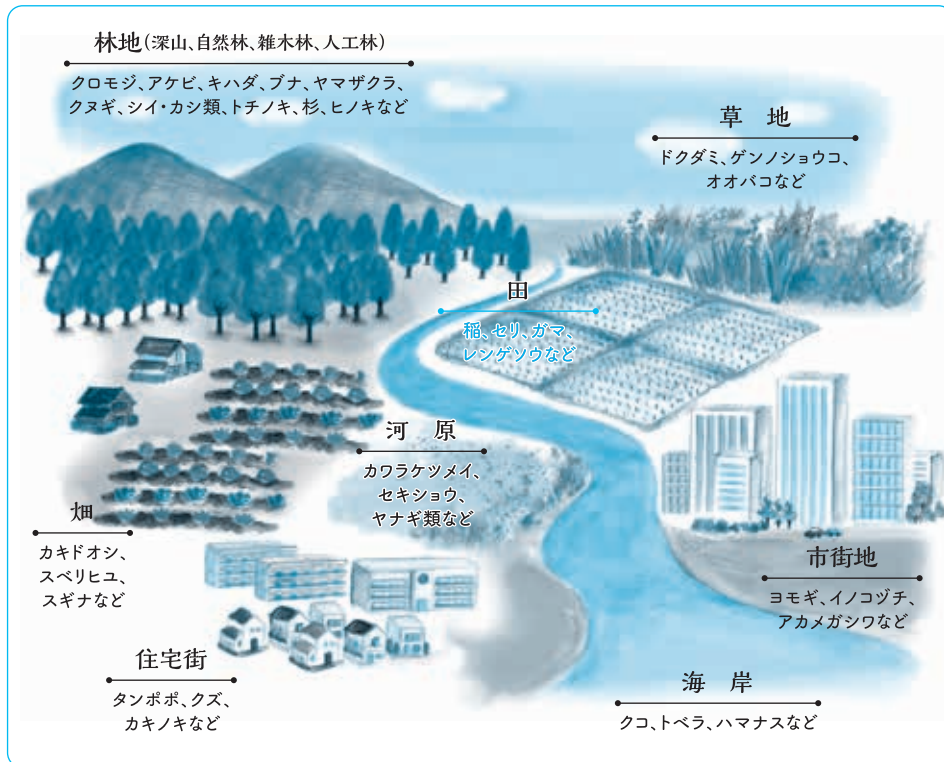 林地(深山、自然林、雑木林、人工林)
クロモジ、アケビ、キハダ、ブナ、ヤマザクラ、
クヌギ、シイ・カシ類、トチノキ、杉、ヒノキなど
草 地
ドクダミ、ゲンノショウコ、
オオバコなど
田
稲、セリ、ガマ、
レンゲソウなど
河 原
カワラケツメイ、
セキショウ、
ヤナギ類など
畑
カキドオシ、
スベリヒユ、
スギナなど
市街地
ヨモギ、イノコヅチ、
アカメガシワなど
住宅街
タンポポ、クズ、
カキノキなど
海 岸
クコ、トベラ、ハマナスなど